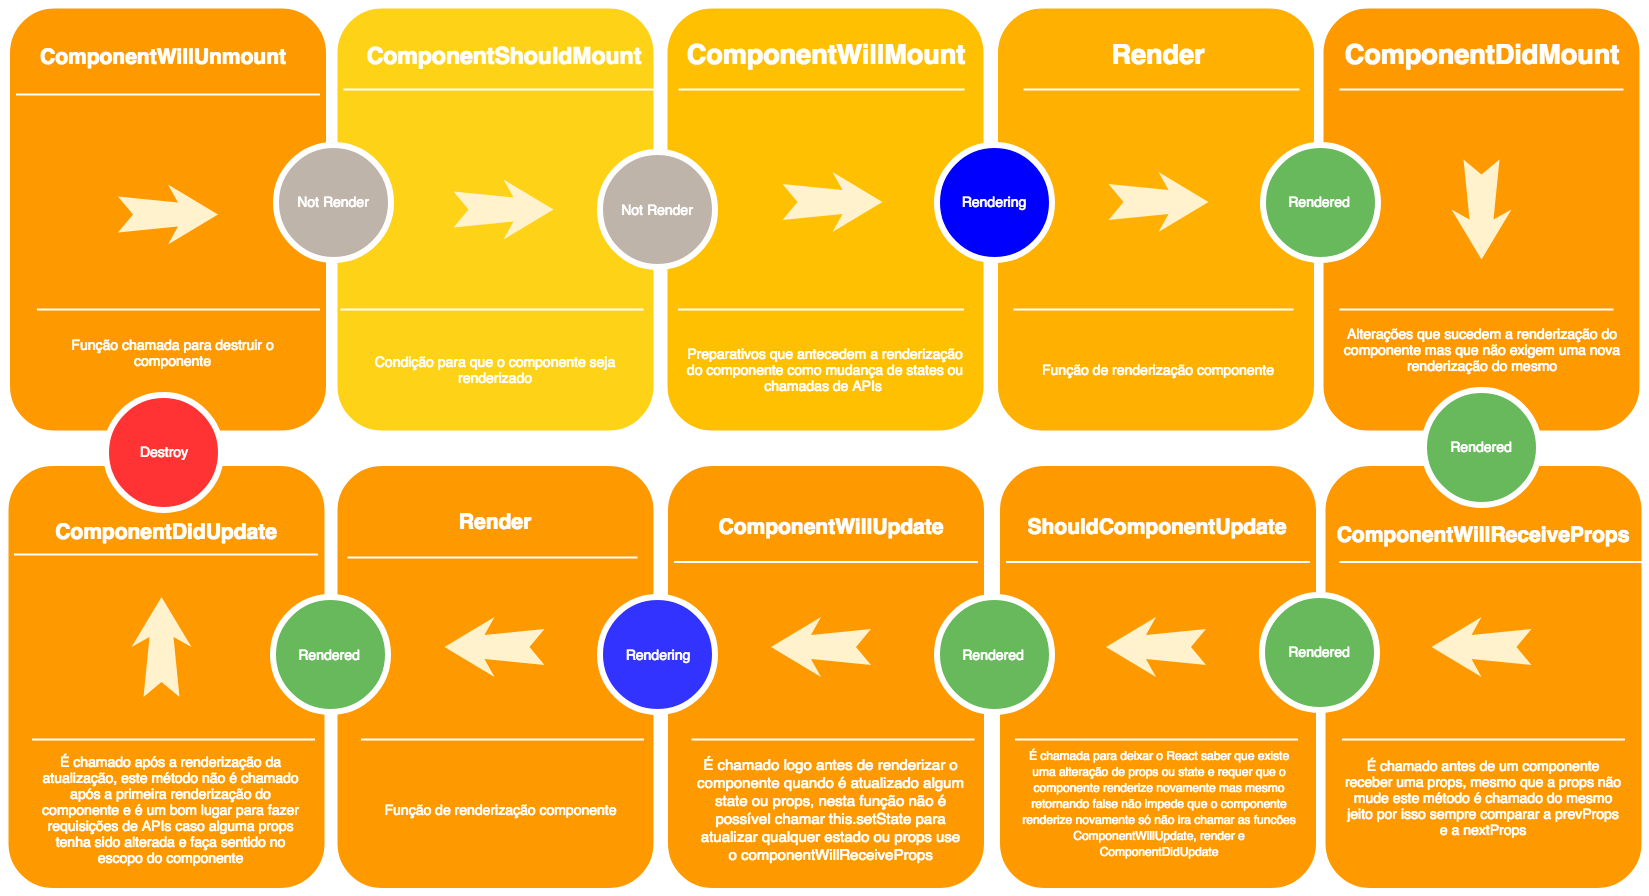 ComponentWillUnmount
Not Render
Função chamada para destruir o
componente
ComponentShouldMount
Not Render
Condição para que o componente seja
renderizado
ComponentWillMount
Rendering
Preparativos que antecedem a renderização
do componente como mudança de states ou
chamadas de APIs
Render
Rendered
Função de renderização componente
ComponentDidMount
Alterações que sucedem a renderização do
componente mas que não exigem uma nova
renderização do mesmo
Rendered
ComponentWillReceiveProps
Rendered
É chamado antes de um componente
receber uma props, mesmo que a props não
mude este método é chamado do mesmo
jeito por isso sempre comparar a prevProps
e a nextProps
ShouldComponentUpdate
Rendered
É chamada para deixar o React saber que existe
uma alteração de props ou state e requer que o
componente renderize novamente mas mesmo
retornando false não impede que o componente
renderize novamente só não ira chamar as funcões
ComponentWillUpdate, render e
ComponentDidUpdate
ComponentWillUpdate
Rendering
É chamado logo antes de renderizar o
componente quando é atualizado algum
state ou props, nesta função não é
possível chamar this.setState para
atualizar qualquer estado ou props use
o componentWillReceiveProps
Render
Rendered
Função de renderização componente
Destroy
ComponentDidUpdate
É chamado após a renderização da
atualização, este método não é chamado
após a primeira renderização do
componente e é um bom lugar para fazer
requisições de APIs caso alguma props
tenha sido alterada e faça sentido no
escopo do componente